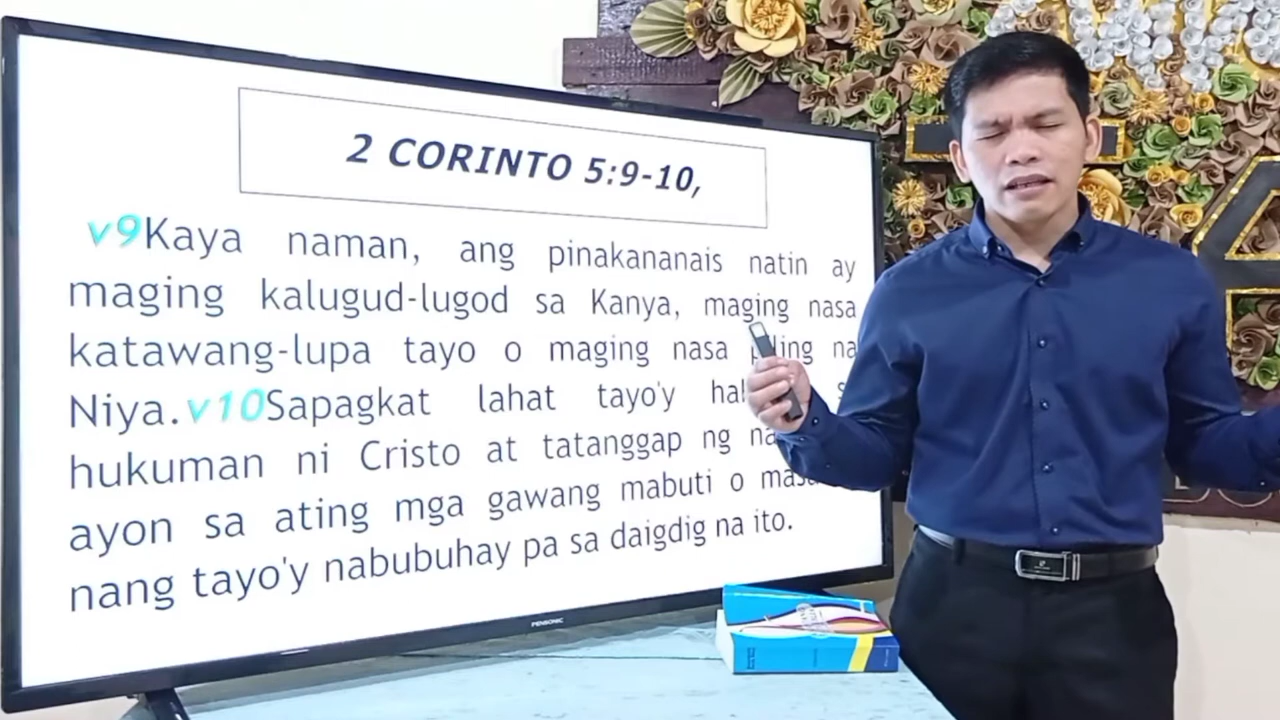 2 CORINTO 5:9-10,
v9Kaya naman, ang pinakananais natin ay
maging kalugud-lugod sa Kanya, maging nasa
katawang-lupa tayo o maging nasa na
Niya.v10Sapagkat lahat tayo'y
hukuman ni Cristo at tatanggap ng
ayon sa ating mga gawang mabuti o
nang tayo'y nabubuhay pa sa daigdig na ito.
PENSONIC